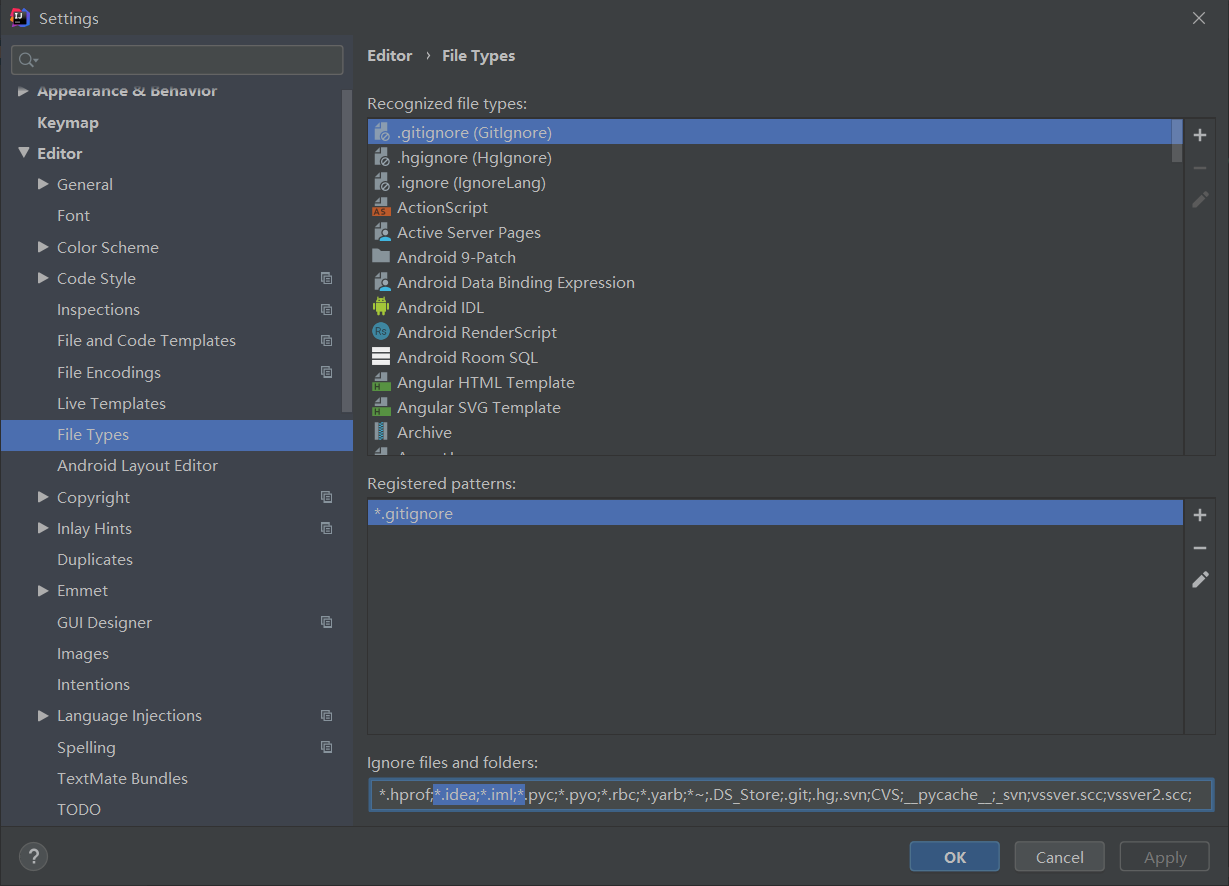 Settings
Appearance & Behavior
Keymap
Editor
General
Font
Color Scheme
Code Style
Inspections
File and Code Templates
File Encodings
Live Templates
File Types
Android Layout Editor
Copyright
Inlay Hints
Duplicates
Emmet
GUI Designer
Images
Intentions
Language Injections
Spelling
TextMate Bundles
TODO
Editor › File Types
Recognized file types:
.gitignore (GitIgnore)
.hgignore (HgIgnore)
.ignore (IgnoreLang)
ActionScript
Active Server Pages
Android 9-Patch
Android Data Binding Expression
Android IDL
Android RenderScript
Android Room SQL
Angular HTML Template
Angular SVG Template
Archive
Registered patterns:
*.gitignore
Ignore files and folders:
*.hprof;*.idea;*.iml;*.pyc;*.pyo;*.rbc;*.yarb;*~;.DS_Store;.git;.hg;.svn;CVS;__pycache__;_svn;vssver.scc;vssver2.scc;
?
OK
Cancel
Apply